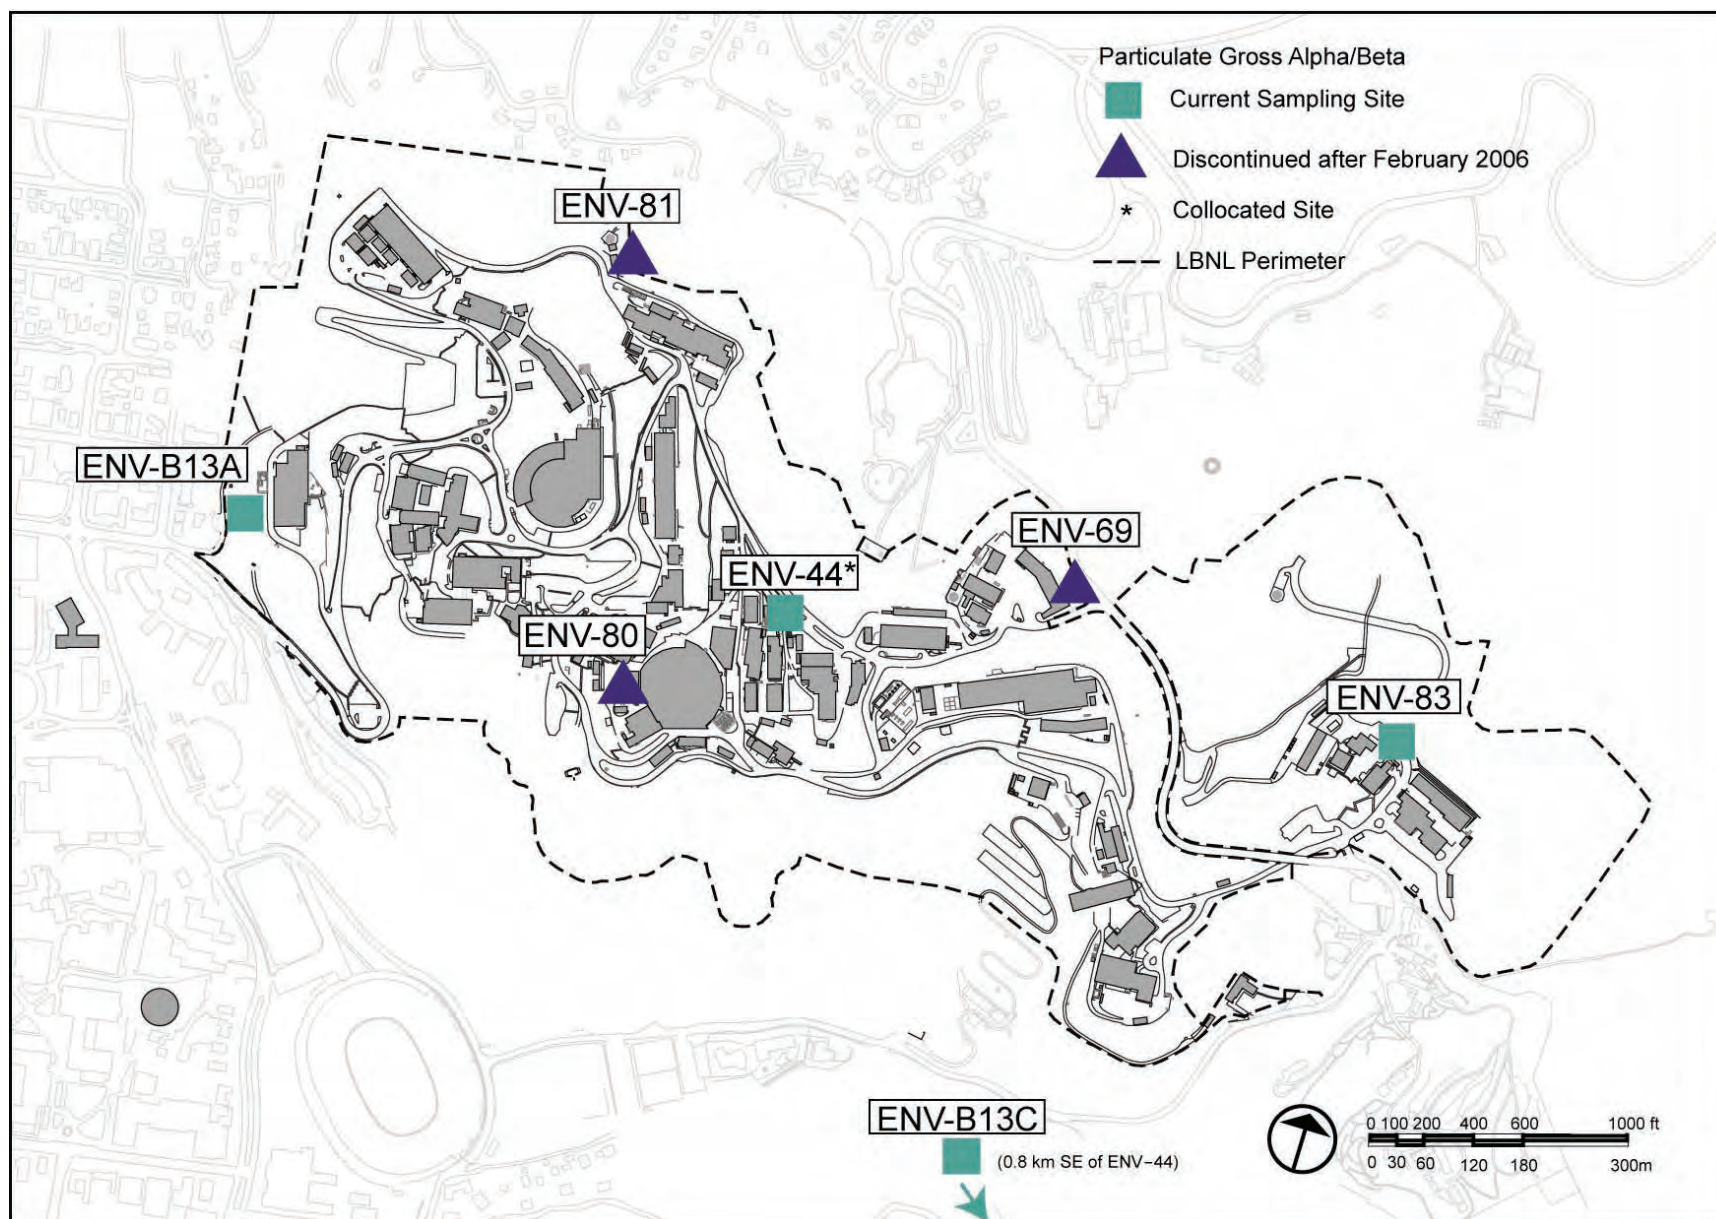 Particulate Gross Alpha/Beta
Current Sampling Site
Discontinued after February 2006
* Collocated Site
LBNL Perimeter
ENV-81
ENV-B13A
ENV-69
ENV-44*
ENV-80
ENV-83
ENV-B13C
(0.8 km SE of ENV–44)
0 100 200 400 600 1000 ft
0 30 60 120 180 300m